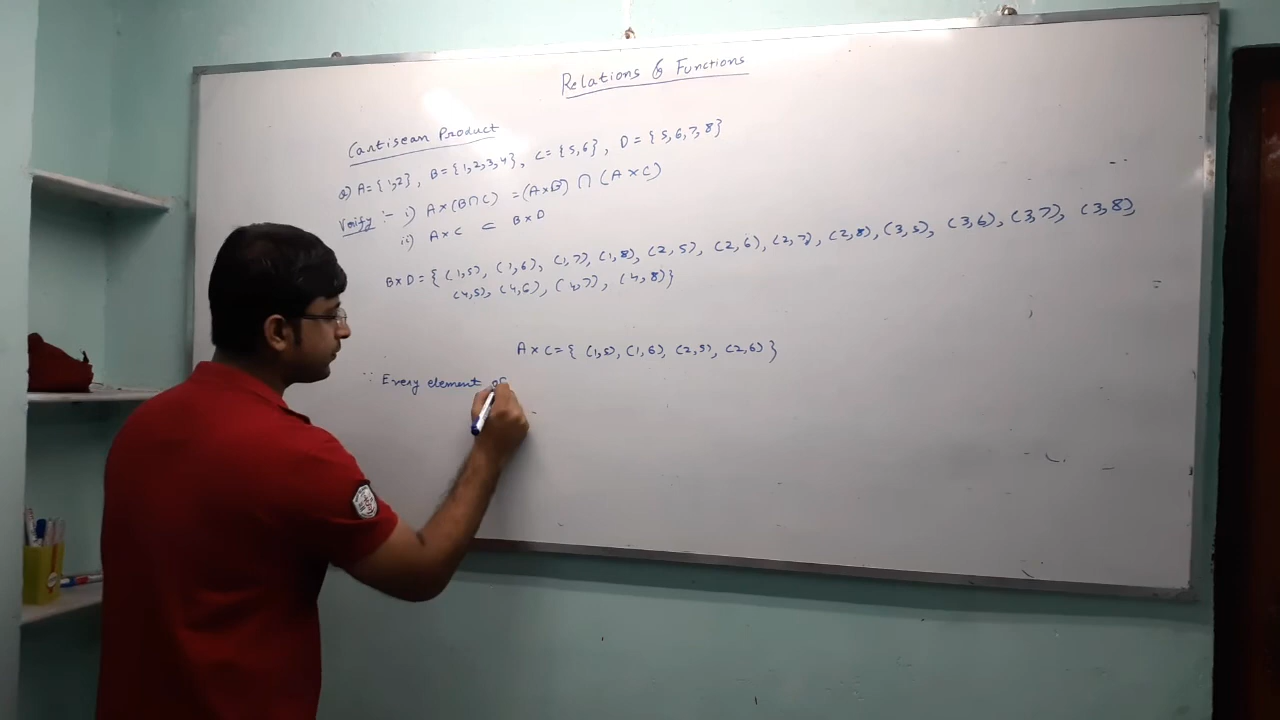 Relations & Functions
Cartisean Product
Q) A={1,2}, B={1,2,3,4}, C={5,6}, D={5,6,7,8}
Verify :- i) A×(B∩C) =(A×B) ∩ (A×C)
ii) A×C ⊂ B×D
B×D={ (1,5), (1,6), (1,7), (1,8), (2,5), (2,6), (2,7), (2,8), (3,5), (3,6), (3,7), (3,8),
(4,5), (4,6), (4,7), (4,8)}
A×C={ (1,5), (1,6), (2,5), (2,6) }
∵ Every element of